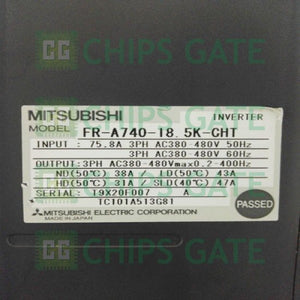 CHIPS GATE
MITSUBISHI INVERTER
MODEL FR-A740-18.5K-CHT
INPUT : 75.8A 3PH AC380-480V 50Hz
3PH AC380-480V 60Hz
OUTPUT:3PH AC380-480Vmax0.2-400Hz
ND(50°C) 38A LD(50°C) 43A
HD(50°C) 31A SLD(40°C) 47A
SERIAL: 19X20F007 A
TC101A513G81
PASSED
MITSUBISHI ELECTRIC CORPORATION
MADE IN JAPAN